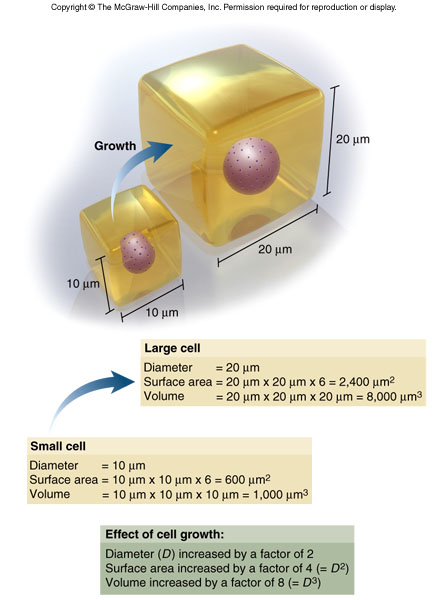 Copyright © The McGraw-Hill Companies, Inc. Permission required for reproduction or display.
Growth
20 μm
20 μm
10 μm
10 μm
Large cell
Diameter = 20 μm
Surface area = 20 μm x 20 μm x 6 = 2,400 μm²
Volume = 20 μm x 20 μm x 20 μm = 8,000 μm³
Small cell
Diameter = 10 μm
Surface area = 10 μm x 10 μm x 6 = 600 μm²
Volume = 10 μm x 10 μm x 10 μm = 1,000 μm³
Effect of cell growth:
Diameter (D) increased by a factor of 2
Surface area increased by a factor of 4 (= D²)
Volume increased by a factor of 8 (= D³)